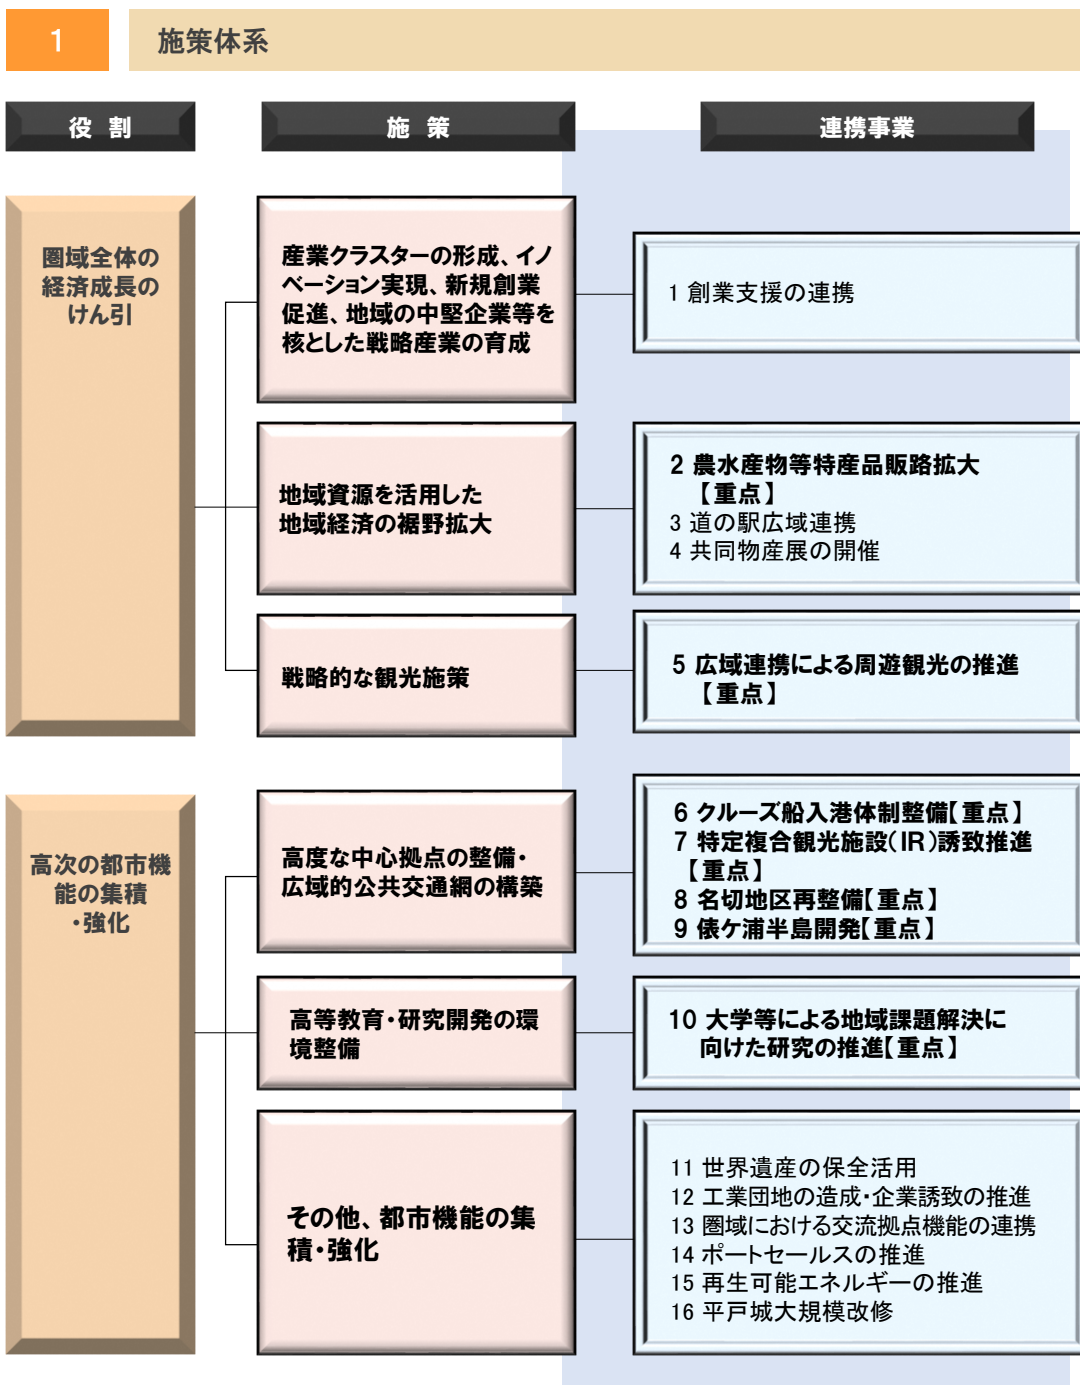 1
施策体系
役 割
施 策
連携事業
圏域全体の
経済成長の
けん引
産業クラスターの形成、イノ
ベーション実現、新規創業
促進、地域の中堅企業等を
核とした戦略産業の育成
1 創業支援の連携
地域資源を活用した
地域経済の裾野拡大
2 農水産物等特産品販路拡大
【重点】
3 道の駅広域連携
4 共同物産展の開催
戦略的な観光施策
5 広域連携による周遊観光の推進
【重点】
高次の都市機
能の集積
・強化
高度な中心拠点の整備・
広域的公共交通網の構築
6 クルーズ船入港体制整備【重点】
7 特定複合観光施設（IR）誘致推進
【重点】
8 名切地区再整備【重点】
9 俵ケ浦半島開発【重点】
高等教育・研究開発の環
境整備
10 大学等による地域課題解決に
向けた研究の推進【重点】
その他、都市機能の集
積・強化
11 世界遺産の保全活用
12 工業団地の造成・企業誘致の推進
13 圏域における交流拠点機能の連携
14 ポートセールスの推進
15 再生可能エネルギーの推進
16 平戸城大規模改修